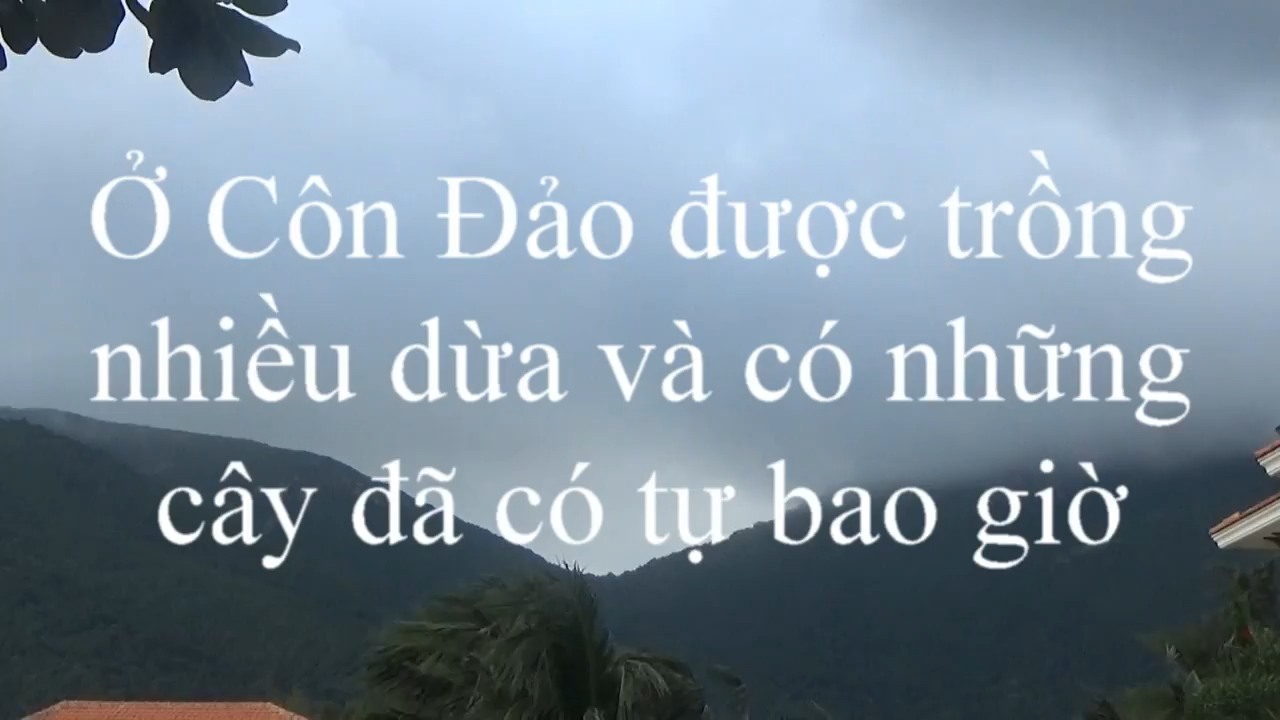 Ở Côn Đảo được trồng
nhiều dừa và có những
cây đã có tự bao giờ